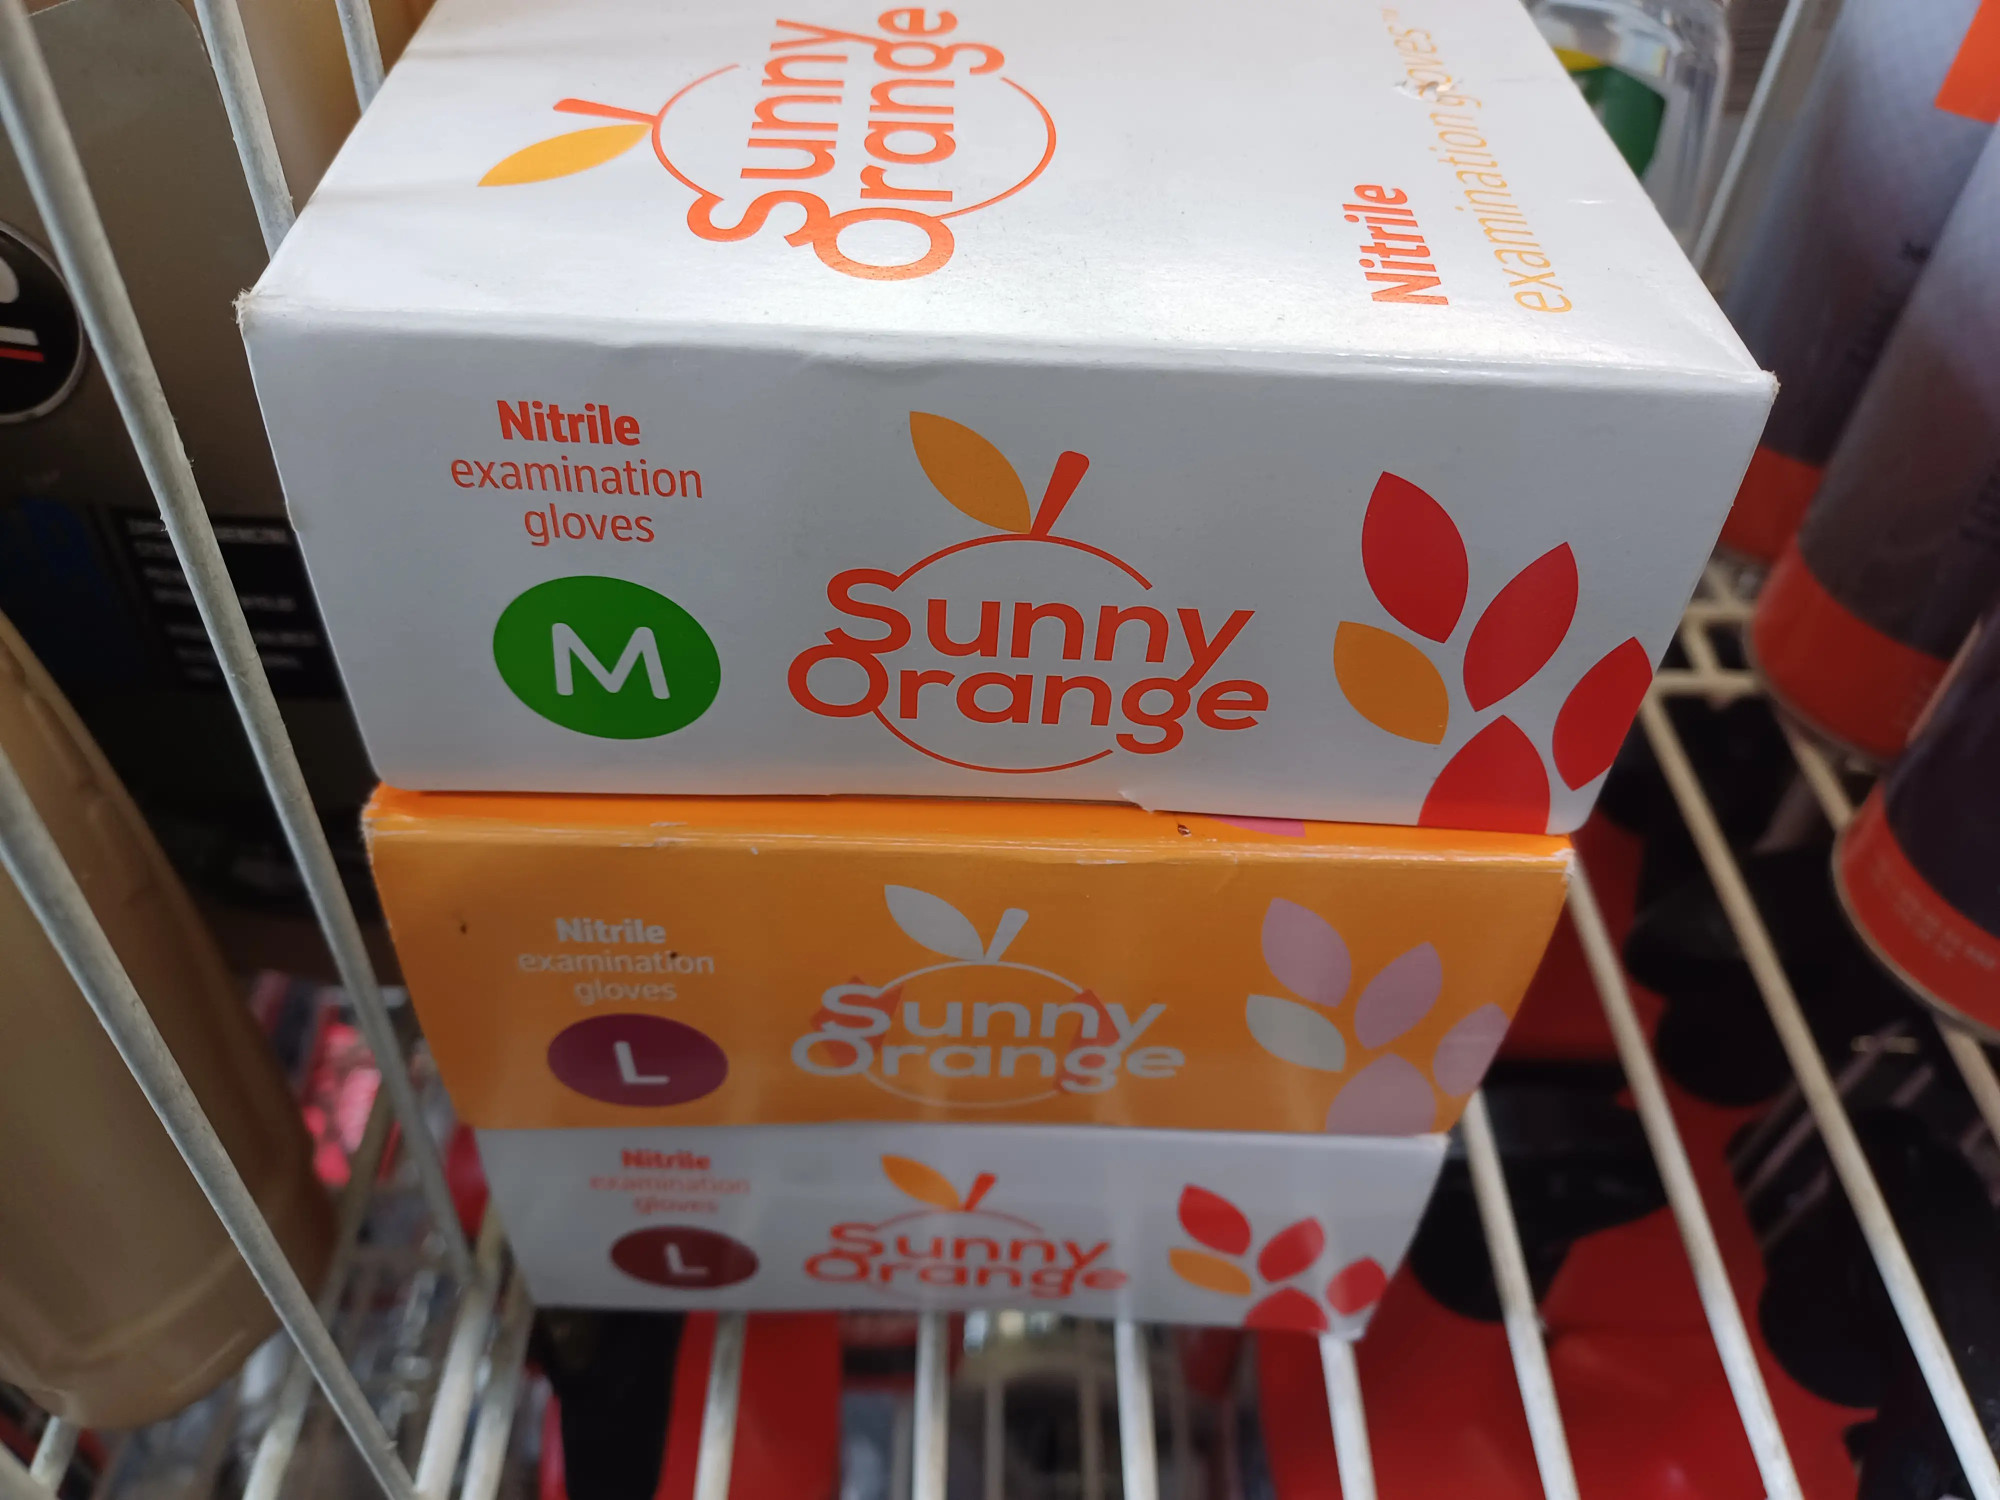 Sunny
Orange
Nitrile
examination gloves™
Nitrile
examination
gloves
M
Sunny
Orange
Nitrile
examination
gloves
L
Sunny
Orange
Nitrile
examination
gloves
L
Sunny
Orange